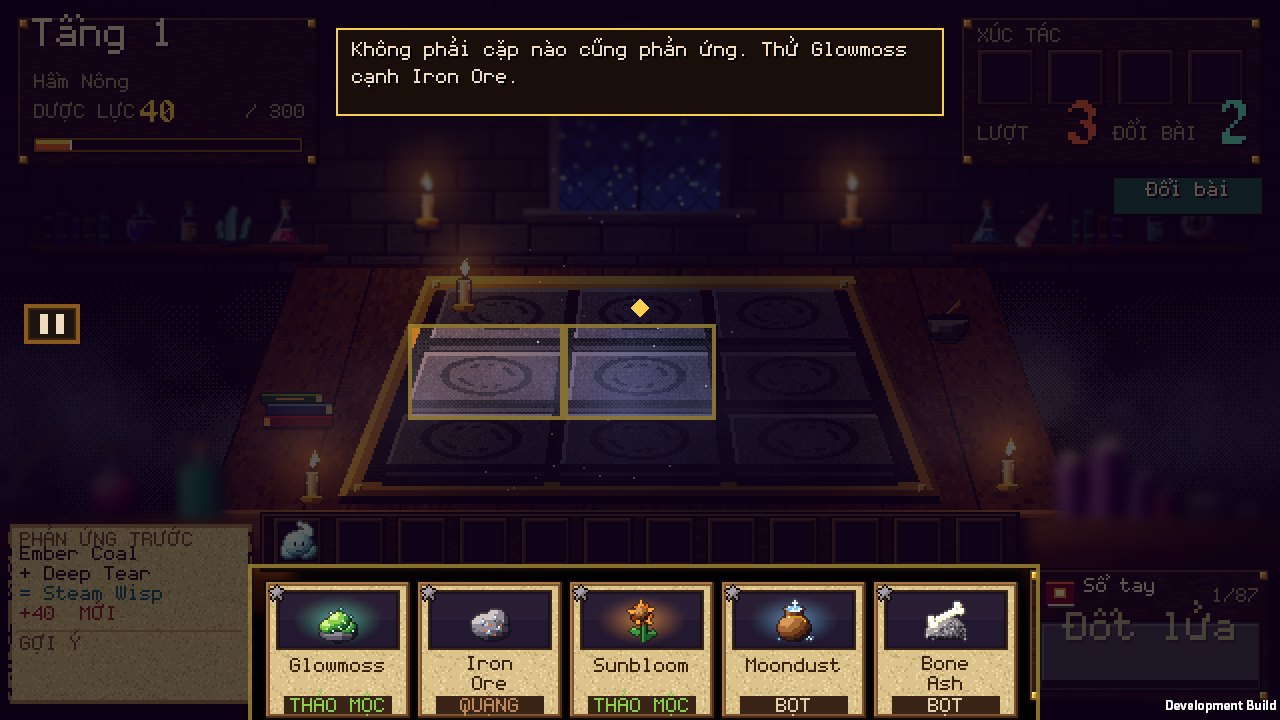 Tầng 1
Hầm Nông
DƯỢC LỰC 40 / 300
Không phải cặp nào cũng phản ứng. Thử Glowmoss
cạnh Iron Ore.
XÚC TÁC
LƯỢT 3 ĐỔI BÀI 2
Đổi bài
PHẢN ỨNG TRƯỚC
Ember Coal
+ Deep Tear
= Steam Wisp
+40 MỚI
GỢI Ý
Glowmoss
THẢO MỘC
Iron
Ore
QUẶNG
Sunbloom
THẢO MỘC
Moondust
BỘT
Bone
Ash
BỘT
Sổ tay
1/87
Đốt lửa
Development Build